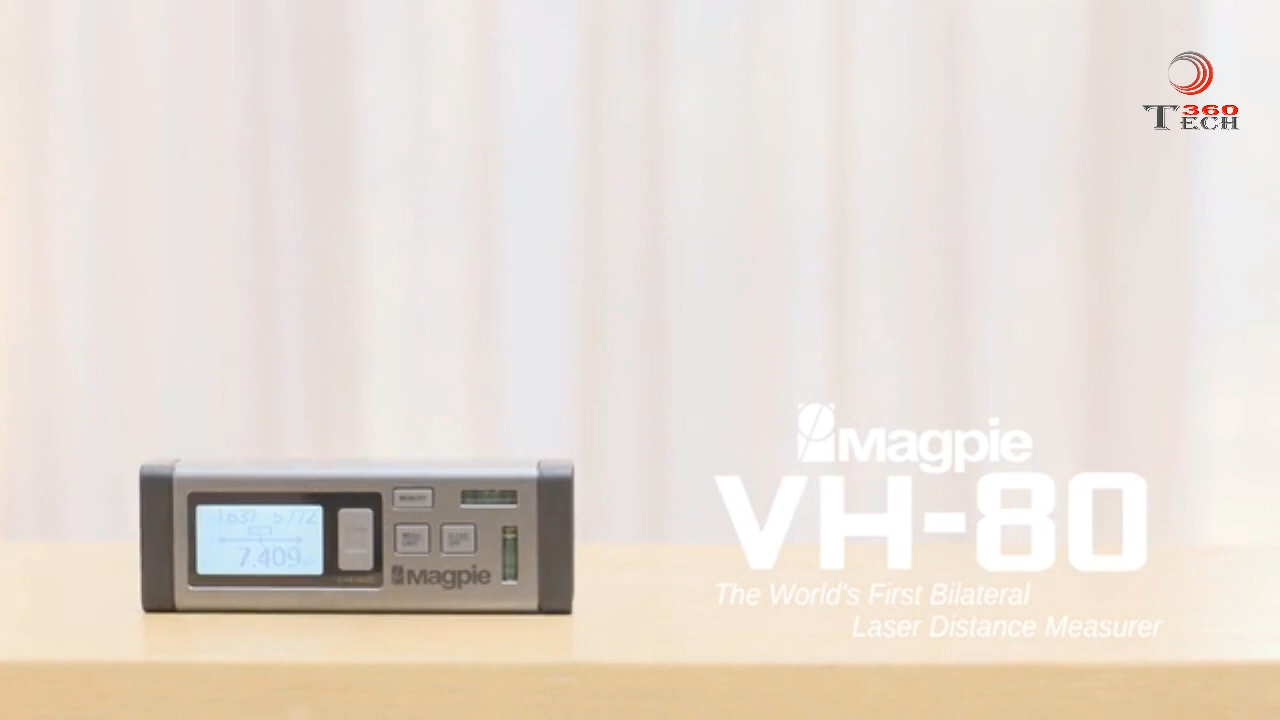 360
TECH
Magpie
VH-80
The World's First Bilateral
Laser Distance Measurer
1.637 5.772
7.409
MEMORY
Magpie